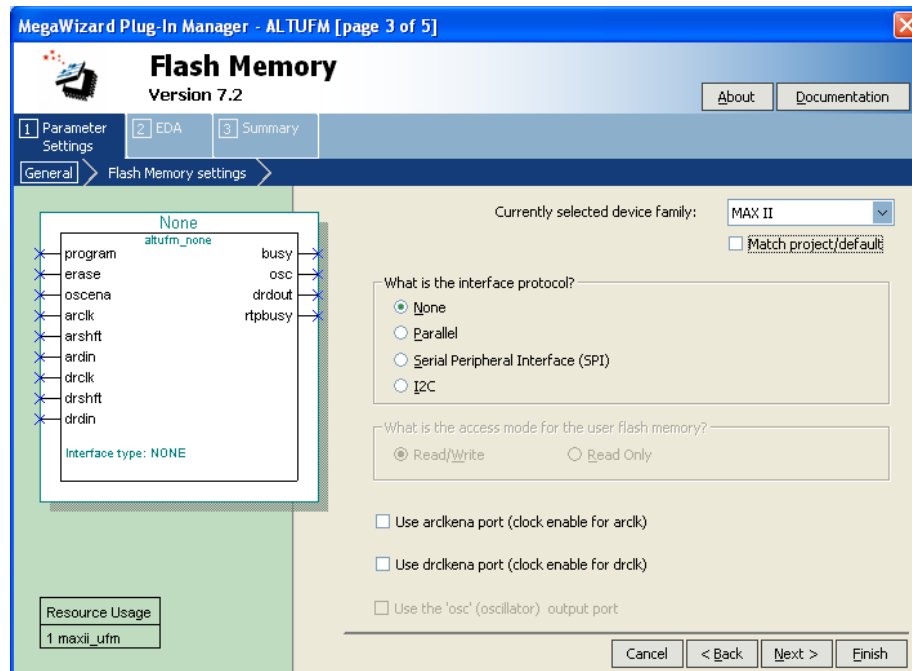 MegaWizard Plug-In Manager - ALTUFM [page 3 of 5]
Flash Memory
Version 7.2
About
Documentation
1 Parameter Settings
2 EDA
3 Summary
General
Flash Memory settings
None
altufm_none
program
erase
oscena
arclk
arshft
ardin
drclk
drshft
drdin
busy
osc
drdout
rtpbusy
Interface type: NONE
Resource Usage
1 maxii_ufm
Currently selected device family:
MAX II
Match project/default
What is the interface protocol?
None
Parallel
Serial Peripheral Interface (SPI)
I2C
What is the access mode for the user flash memory?
Read/Write
Read Only
Use arclkena port (clock enable for arclk)
Use drclkena port (clock enable for drclk)
Use the 'osc' (oscillator) output port
Cancel
< Back
Next >
Finish